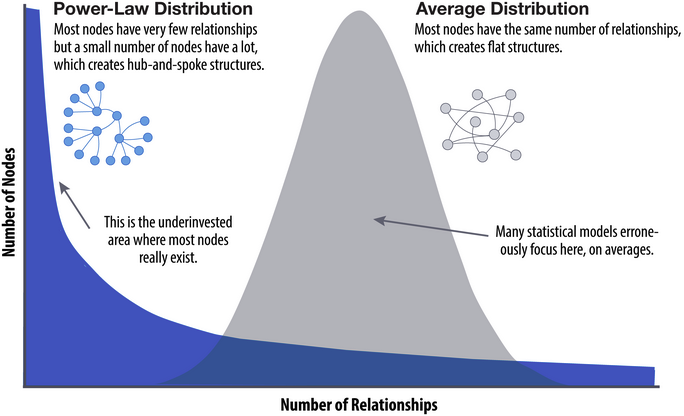 Power-Law Distribution
Most nodes have very few relationships
but a small number of nodes have a lot,
which creates hub-and-spoke structures.
Average Distribution
Most nodes have the same number of relationships,
which creates flat structures.
This is the underinvested
area where most nodes
really exist.
Many statistical models errone-
ously focus here, on averages.
Number of Nodes
Number of Relationships